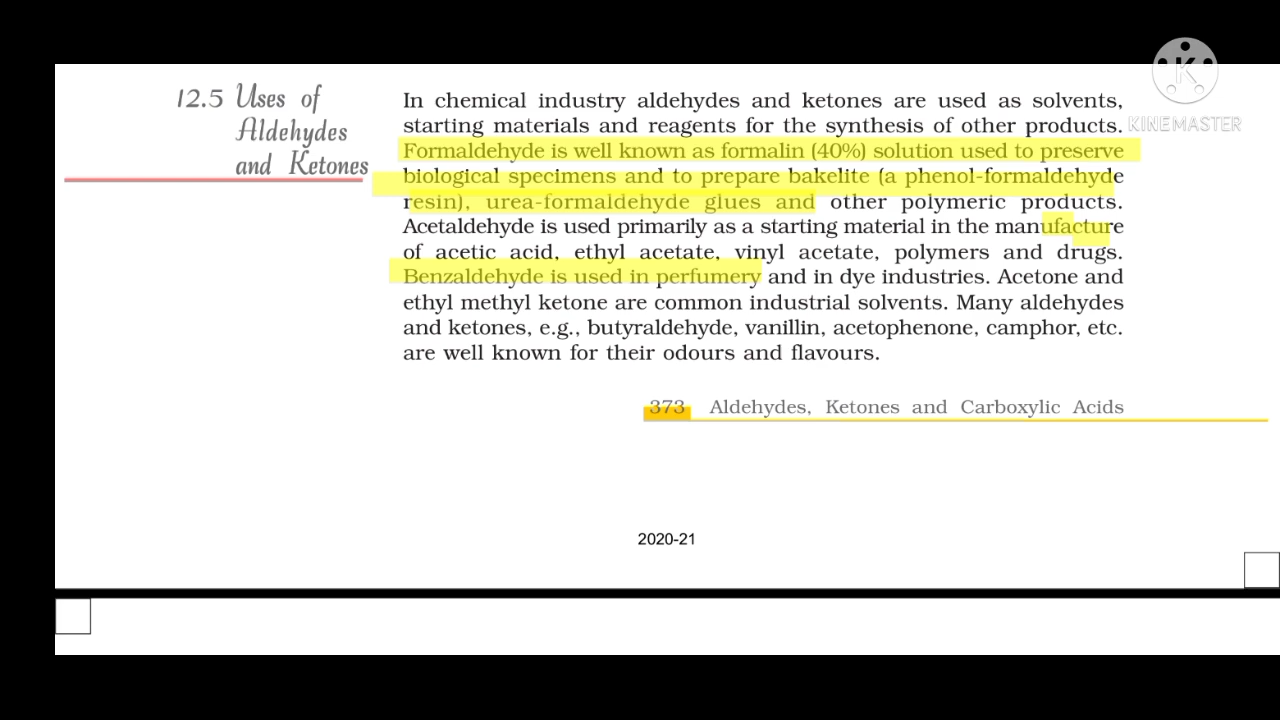 12.5 Uses of
Aldehydes
and Ketones
In chemical industry aldehydes and ketones are used as solvents,
starting materials and reagents for the synthesis of other products.
Formaldehyde is well known as formalin (40%) solution used to preserve
biological specimens and to prepare bakelite (a phenol-formaldehyde
resin), urea-formaldehyde glues and other polymeric products.
Acetaldehyde is used primarily as a starting material in the manufacture
of acetic acid, ethyl acetate, vinyl acetate, polymers and drugs.
Benzaldehyde is used in perfumery and in dye industries. Acetone and
ethyl methyl ketone are common industrial solvents. Many aldehydes
and ketones, e.g., butyraldehyde, vanillin, acetophenone, camphor, etc.
are well known for their odours and flavours.
373 Aldehydes, Ketones and Carboxylic Acids
2020-21
K
KINEMASTER